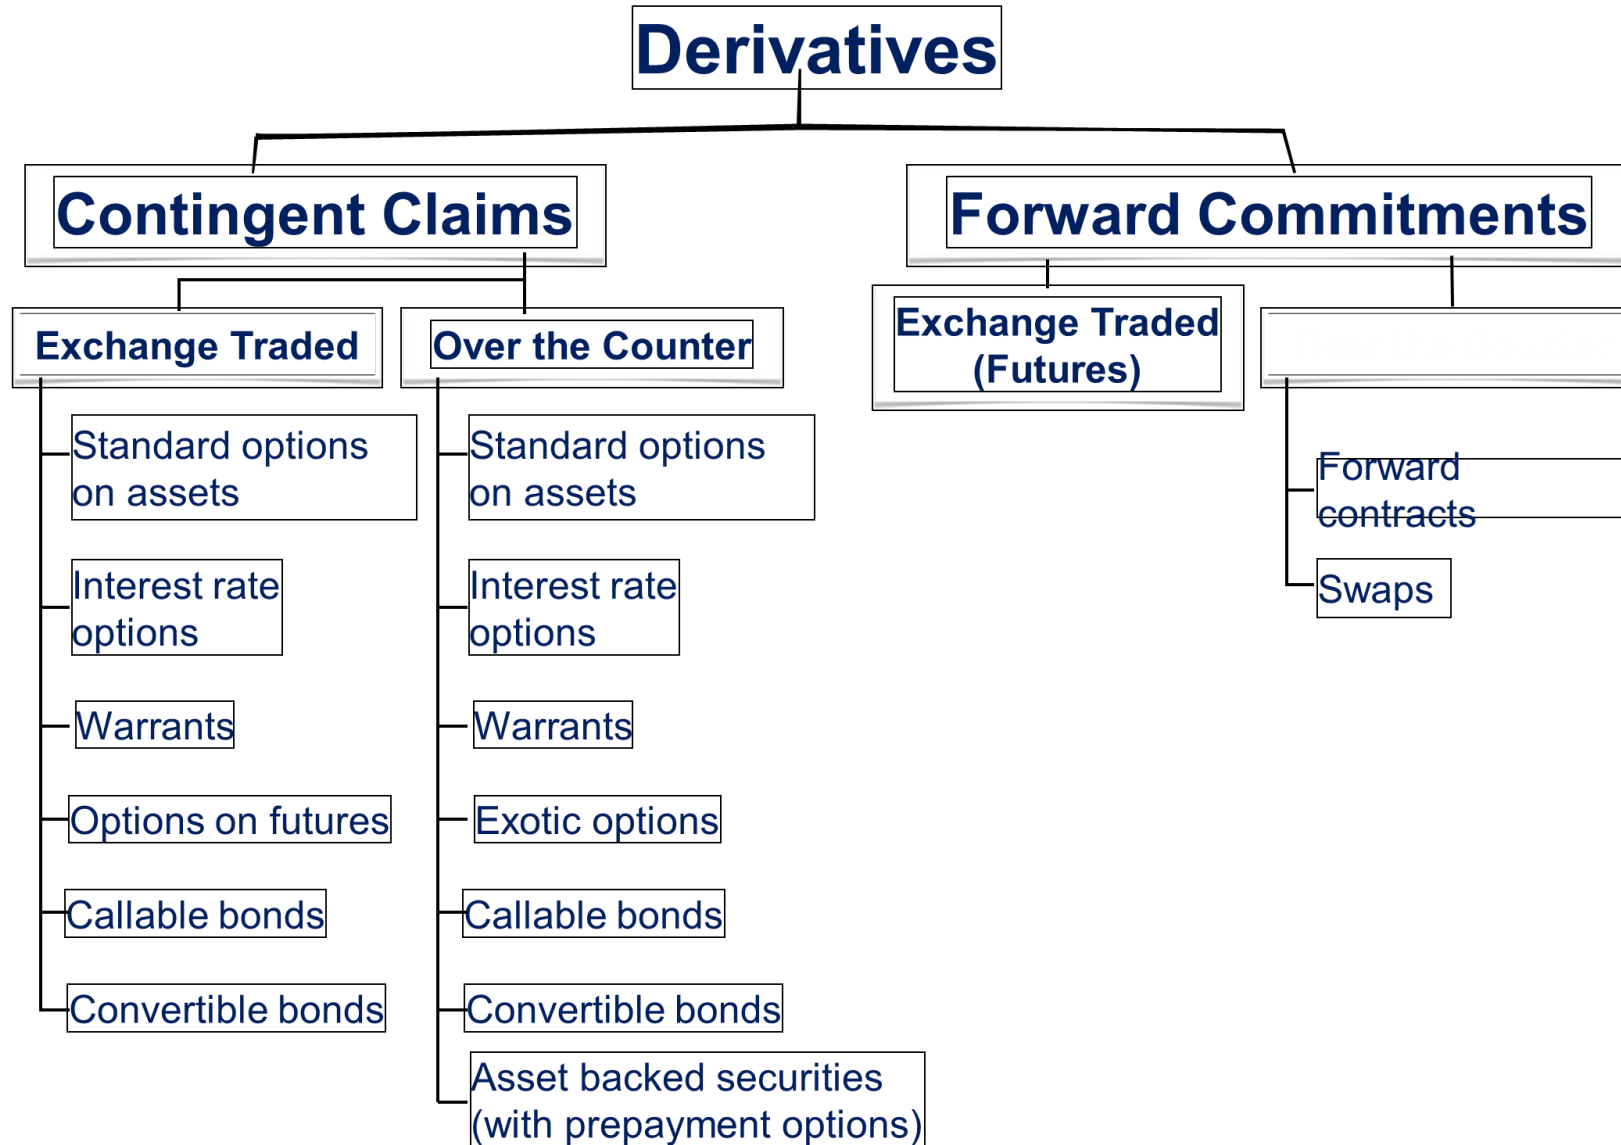 Derivatives
Contingent Claims
Forward Commitments
Exchange Traded
Over the Counter
Exchange Traded
(Futures)
Standard options
on assets
Interest rate
options
Warrants
Options on futures
Callable bonds
Convertible bonds
Standard options
on assets
Interest rate
options
Warrants
Exotic options
Callable bonds
Convertible bonds
Asset backed securities
(with prepayment options)
Forward
contracts
Swaps